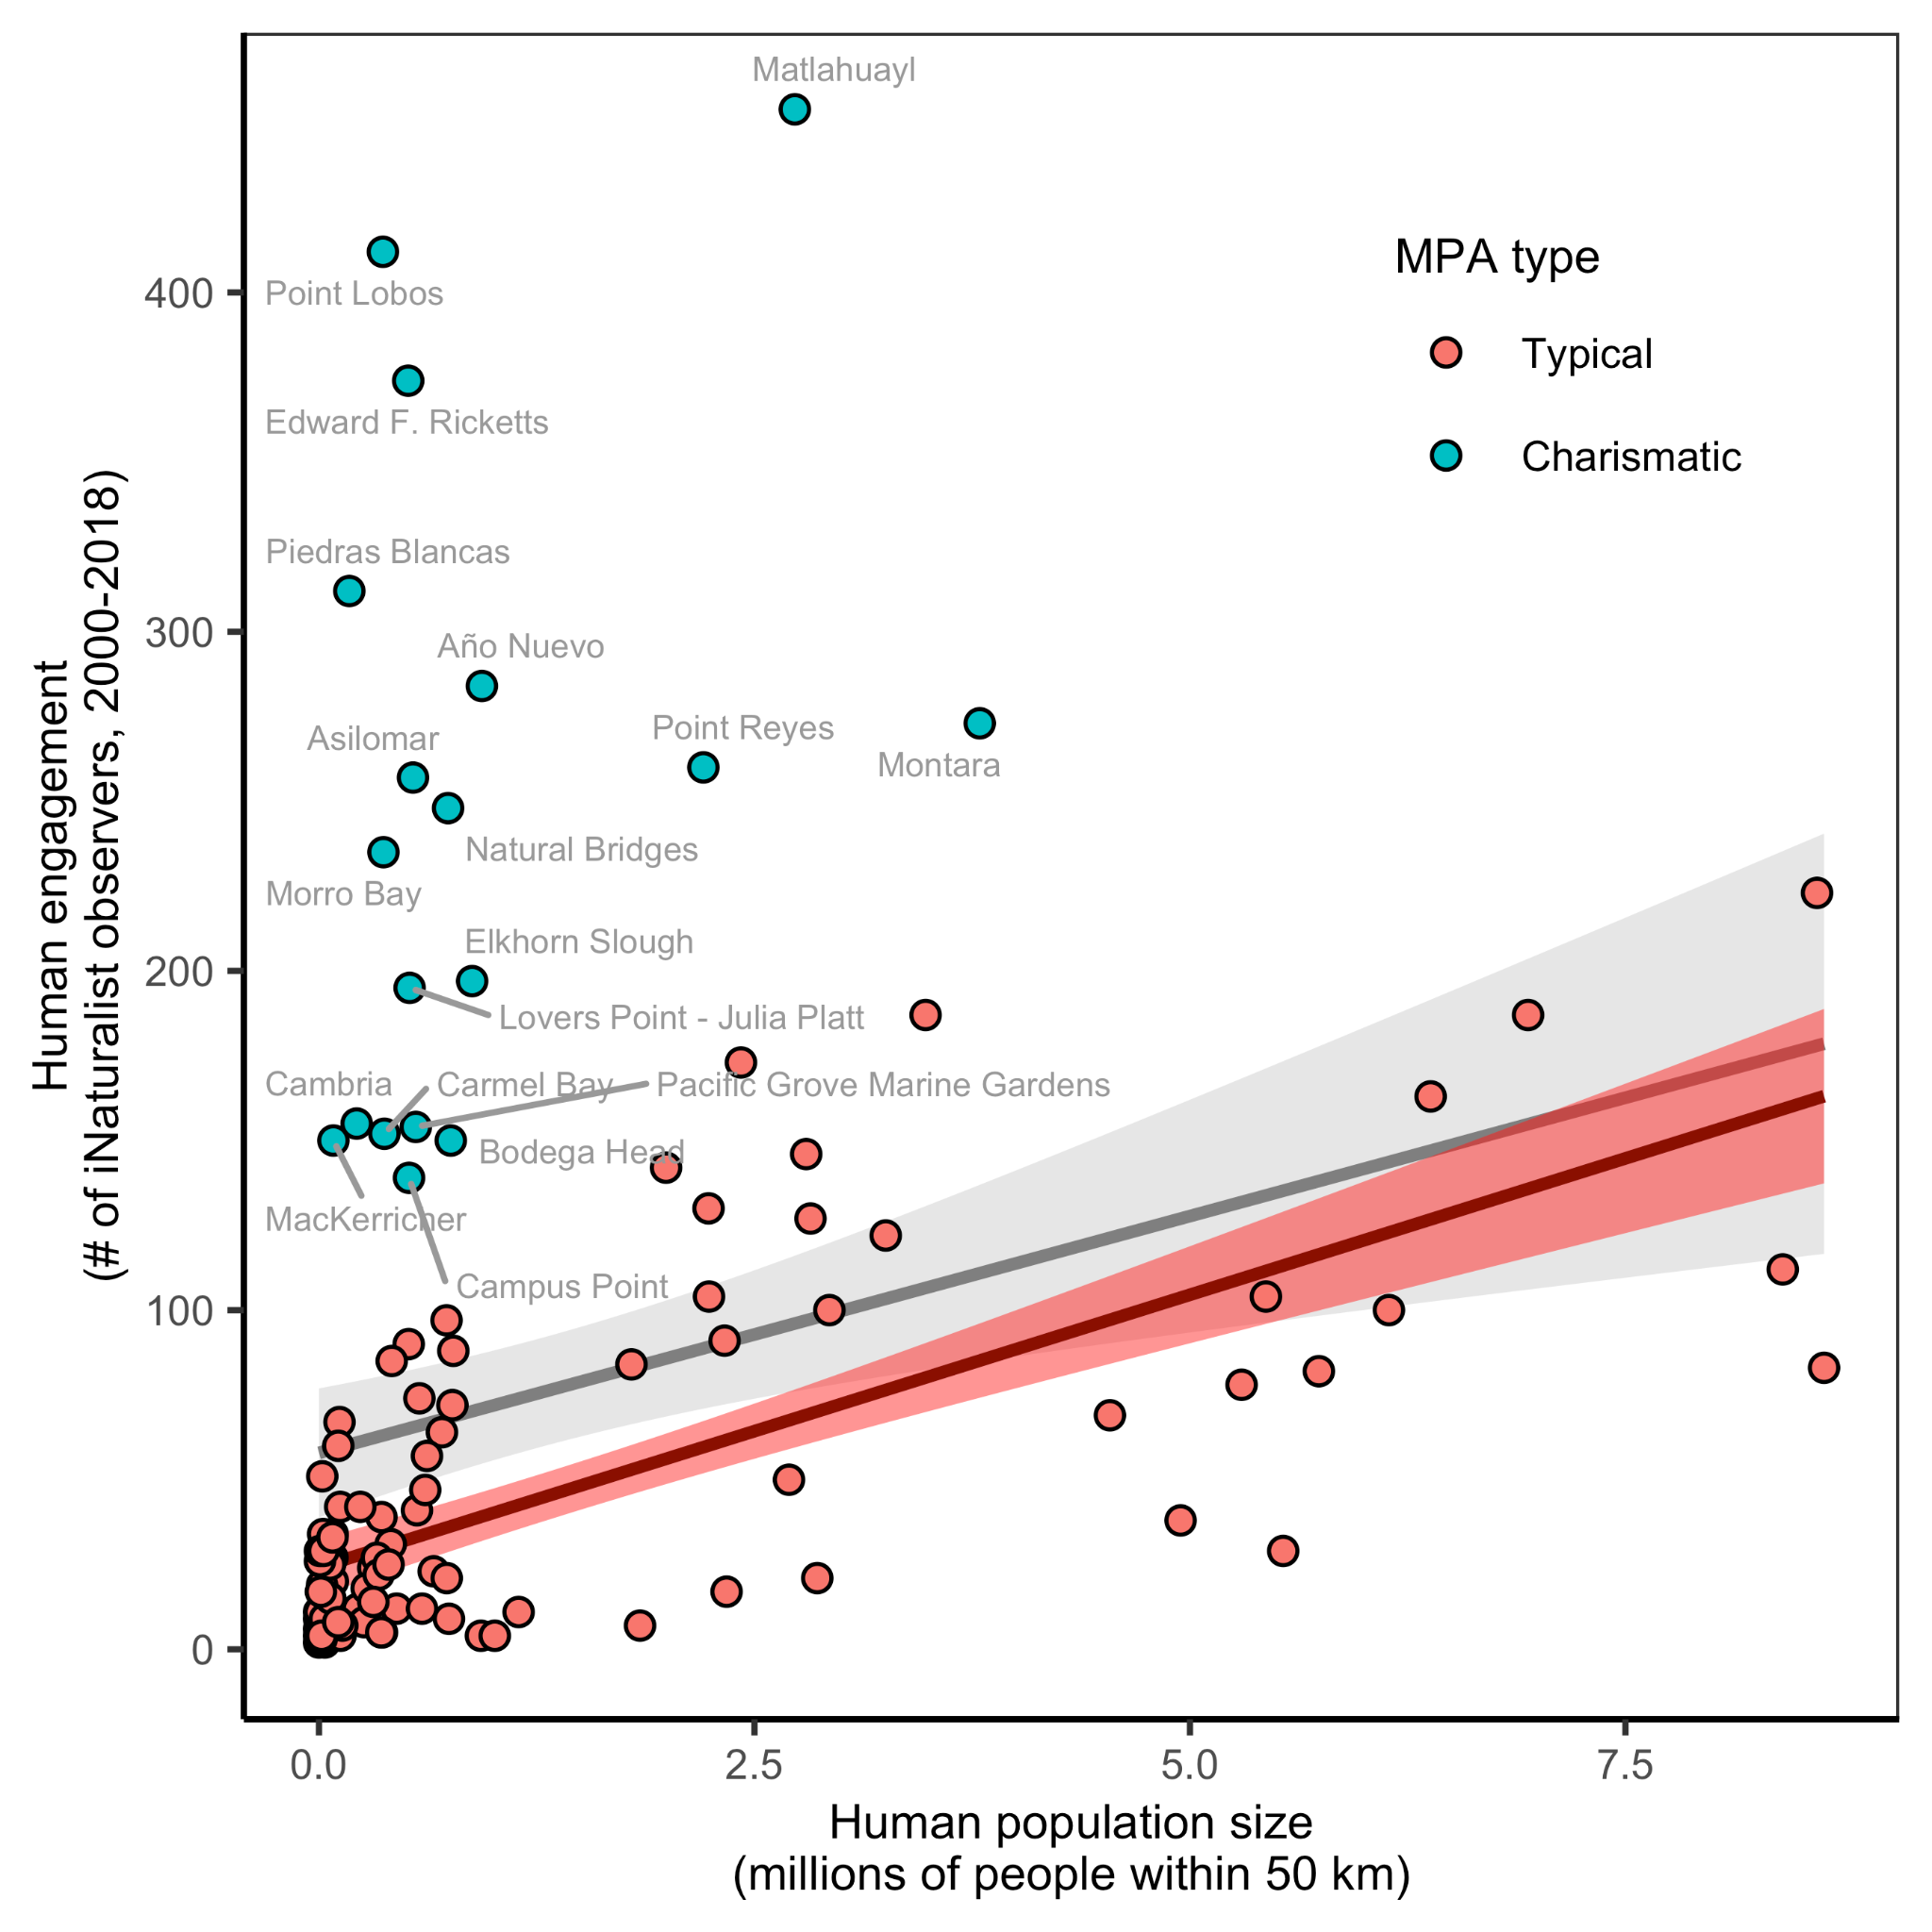 Matlahuayl
MPA type
Point Lobos
400
Typical
Edward F. Ricketts
Charismatic
Piedras Blancas
300
Año Nuevo
Asilomar
Point Reyes
Montara
Natural Bridges
Morro Bay
Elkhorn Slough
200
Lovers Point - Julia Platt
Cambria
Carmel Bay
Pacific Grove Marine Gardens
Bodega Head
MacKerricher
Campus Point
100
0
Human engagement
(# of iNaturalist observers, 2000-2018)
0.0 2.5 5.0 7.5
Human population size
(millions of people within 50 km)